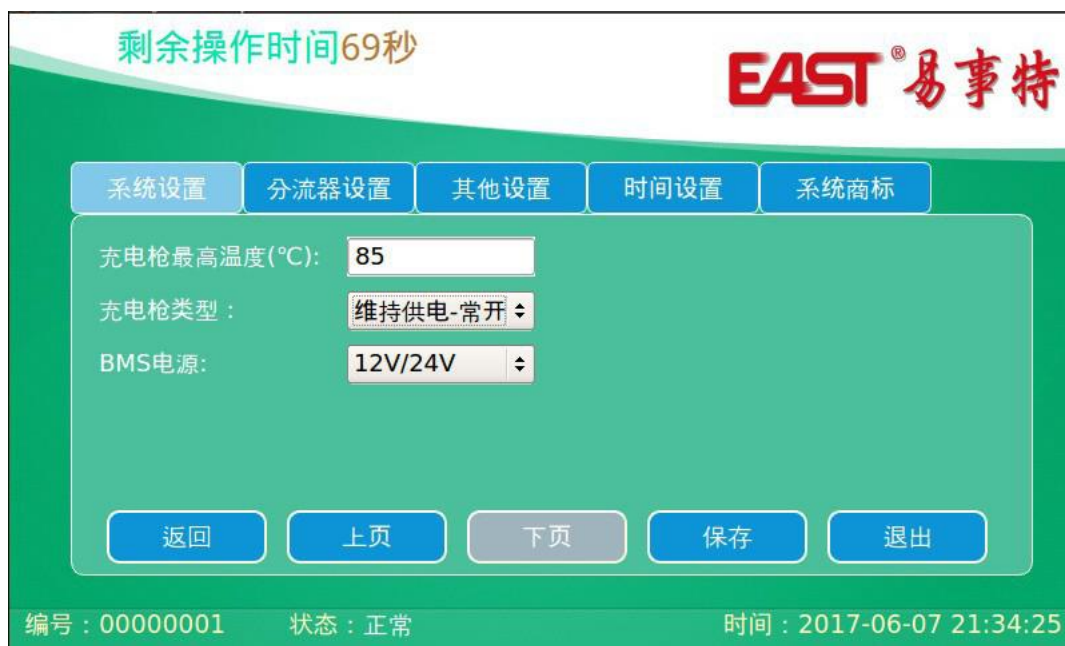 剩余操作时间69秒
EAST®易事特
系统设置 分流器设置 其他设置 时间设置 系统商标
充电枪最高温度(℃): 85
充电枪类型： 维持供电-常开
BMS电源: 12V/24V
返回 上页 下页 保存 退出
编号：00000001 状态：正常 时间：2017-06-07 21:34:25